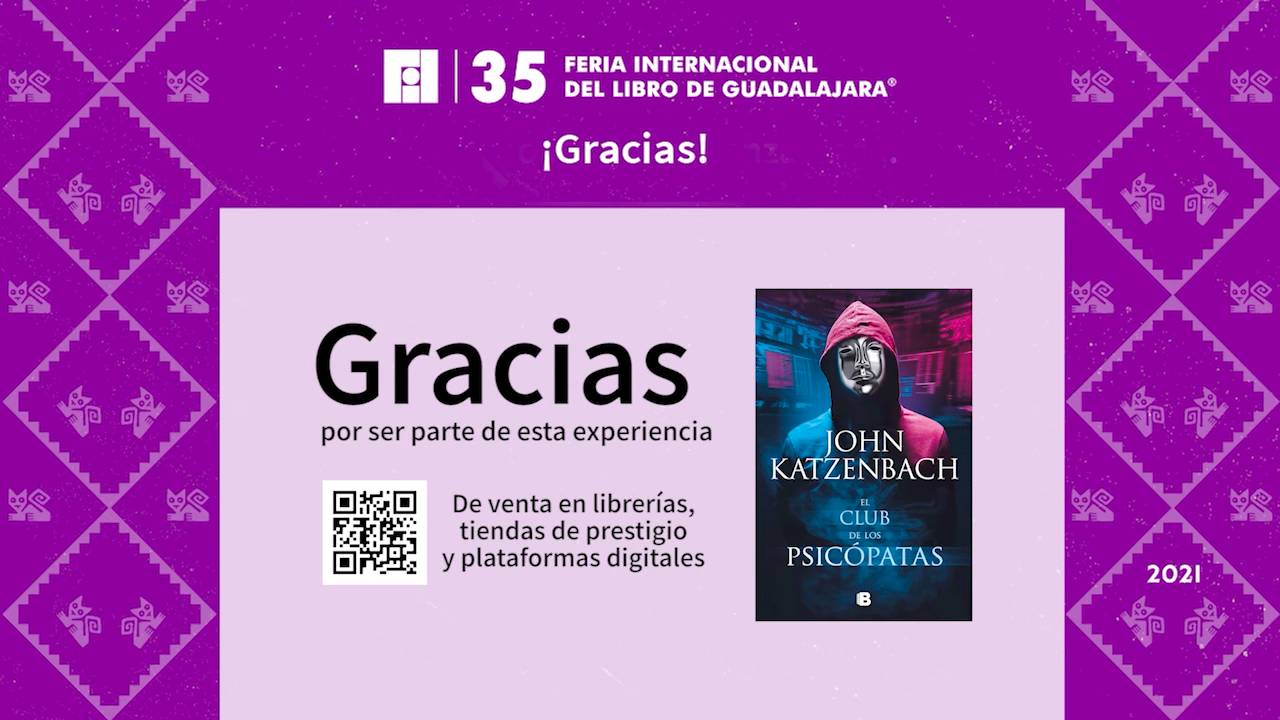 35 FERIA INTERNACIONAL
DEL LIBRO DE GUADALAJARA®
¡Gracias!
Gracias
por ser parte de esta experiencia
De venta en librerías,
tiendas de prestigio
y plataformas digitales
JOHN
KATZENBACH
EL
CLUB
DE LOS
PSICÓPATAS
B
2021